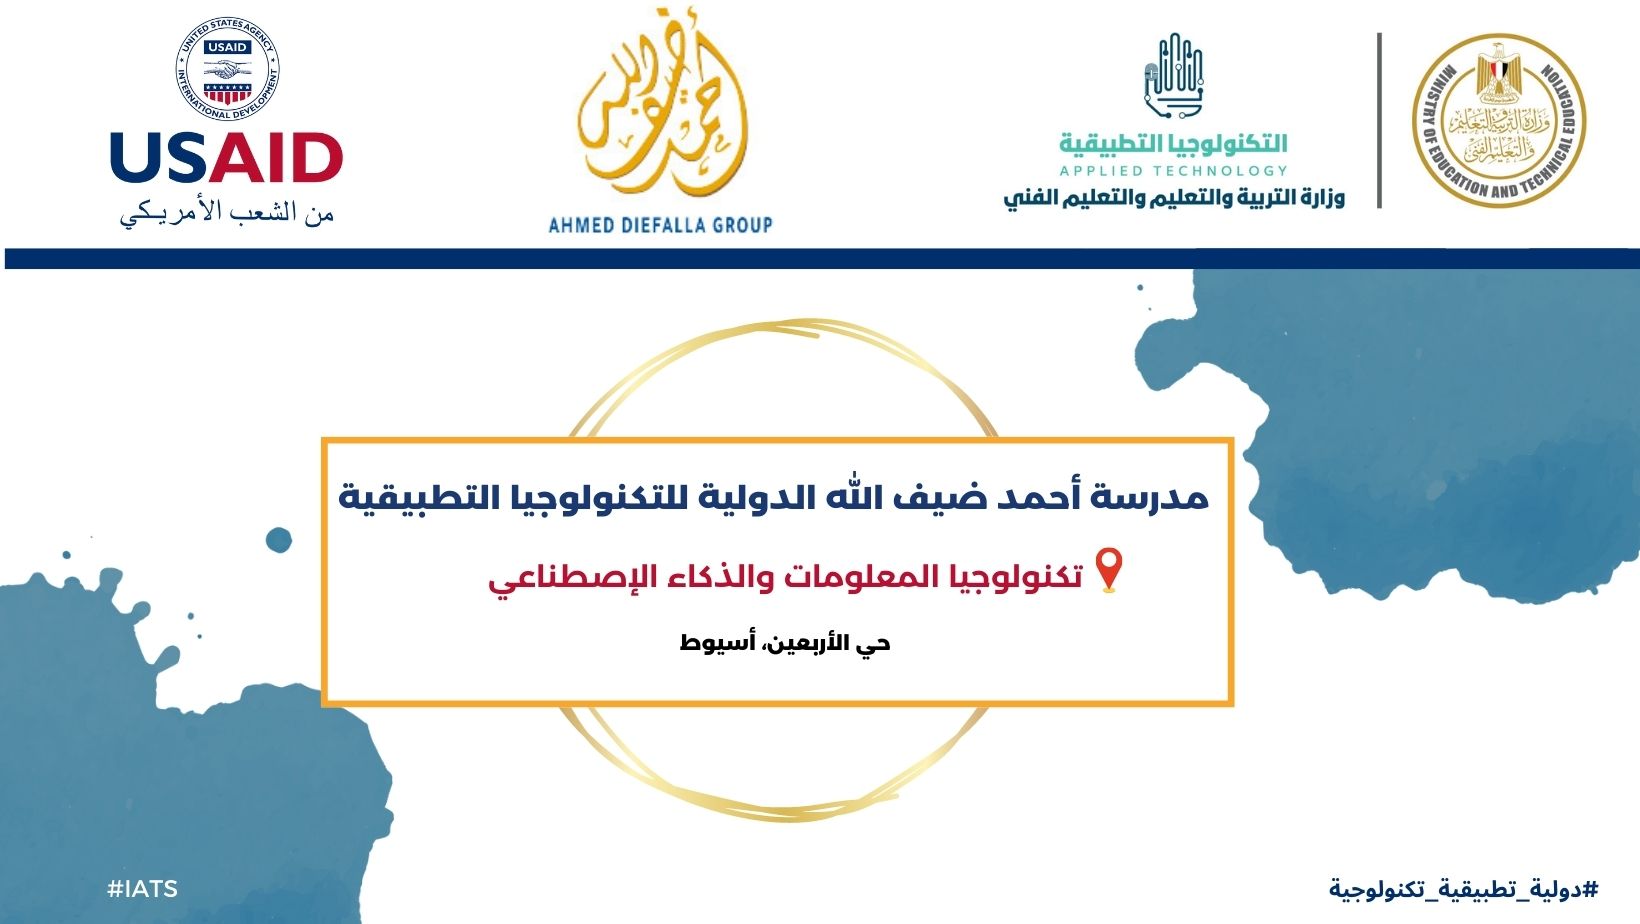 UNITED STATES AGENCY
INTERNATIONAL DEVELOPMENT
USAID
USAID
من الشعب الأمريكي
أحمد ضيف الله
AHMED DIEFALLA GROUP
التكنولوجيا التطبيقية
APPLIED TECHNOLOGY
وزارة التربية والتعليم والتعليم الفني
وزارة التربية والتعليم
والتعليم الفني
MINISTRY OF EDUCATION AND TECHNICAL EDUCATION
مدرسة أحمد ضيف الله الدولية للتكنولوجيا التطبيقية
تكنولوجيا المعلومات والذكاء الإصطناعي
حي الأربعين، أسيوط
#IATS
#دولية_تطبيقية_تكنولوجية